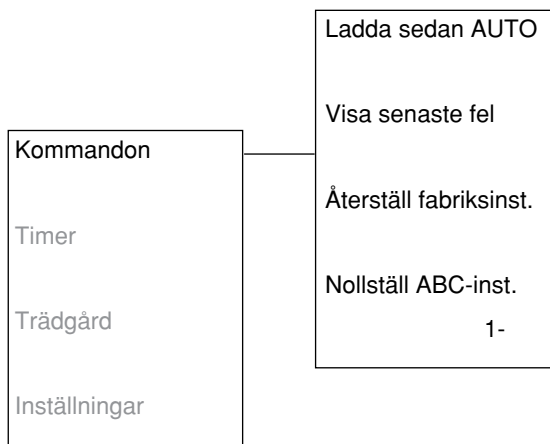 Kommandon
Timer
Trädgård
Inställningar
Ladda sedan AUTO
Visa senaste fel
Återställ fabriksinst.
Nollställ ABC-inst.
1-